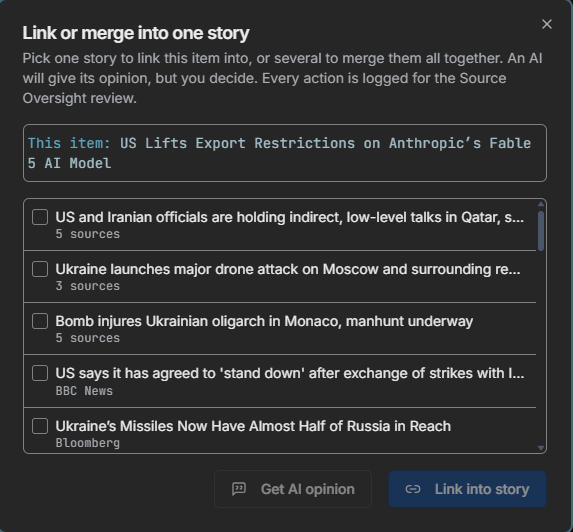 Link or merge into one story
Pick one story to link this item into, or several to merge them all together. An AI
will give its opinion, but you decide. Every action is logged for the Source
Oversight review.
This item: US Lifts Export Restrictions on Anthropic’s Fable
5 AI Model
US and Iranian officials are holding indirect, low-level talks in Qatar, s...
5 sources
Ukraine launches major drone attack on Moscow and surrounding re...
3 sources
Bomb injures Ukrainian oligarch in Monaco, manhunt underway
5 sources
US says it has agreed to 'stand down' after exchange of strikes with I...
BBC News
Ukraine’s Missiles Now Have Almost Half of Russia in Reach
Bloomberg
Get AI opinion
Link into story